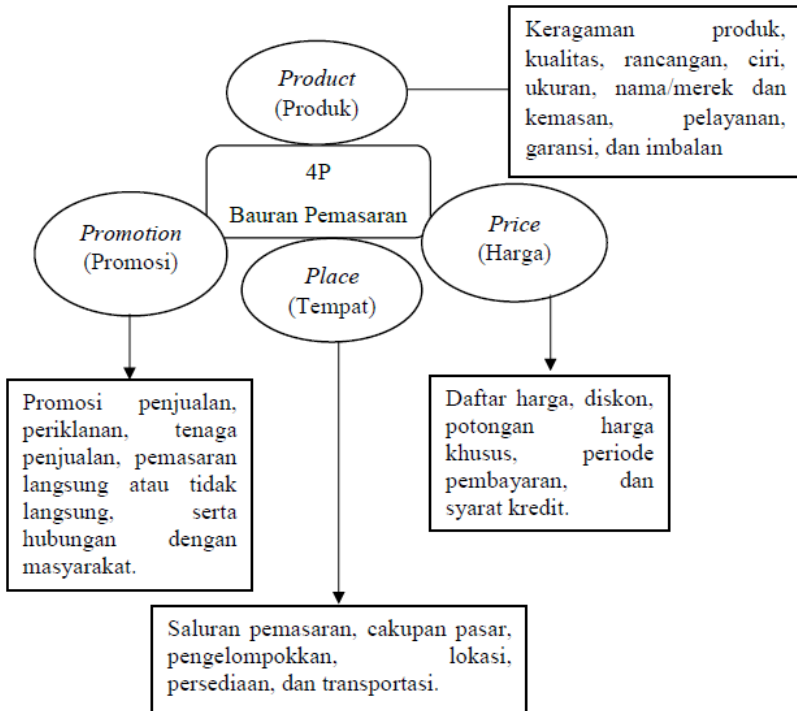 Product
(Produk)
Keragaman produk,
kualitas, rancangan, ciri,
ukuran, nama/merek dan
kemasan, pelayanan,
garansi, dan imbalan
4P
Bauran Pemasaran
Promotion
(Promosi)
Place
(Tempat)
Price
(Harga)
Promosi penjualan,
periklanan, tenaga
penjualan, pemasaran
langsung atau tidak
langsung, serta
hubungan dengan
masyarakat.
Daftar harga, diskon,
potongan harga
khusus, periode
pembayaran, dan
syarat kredit.
Saluran pemasaran, cakupan pasar,
pengelompokkan, lokasi,
persediaan, dan transportasi.